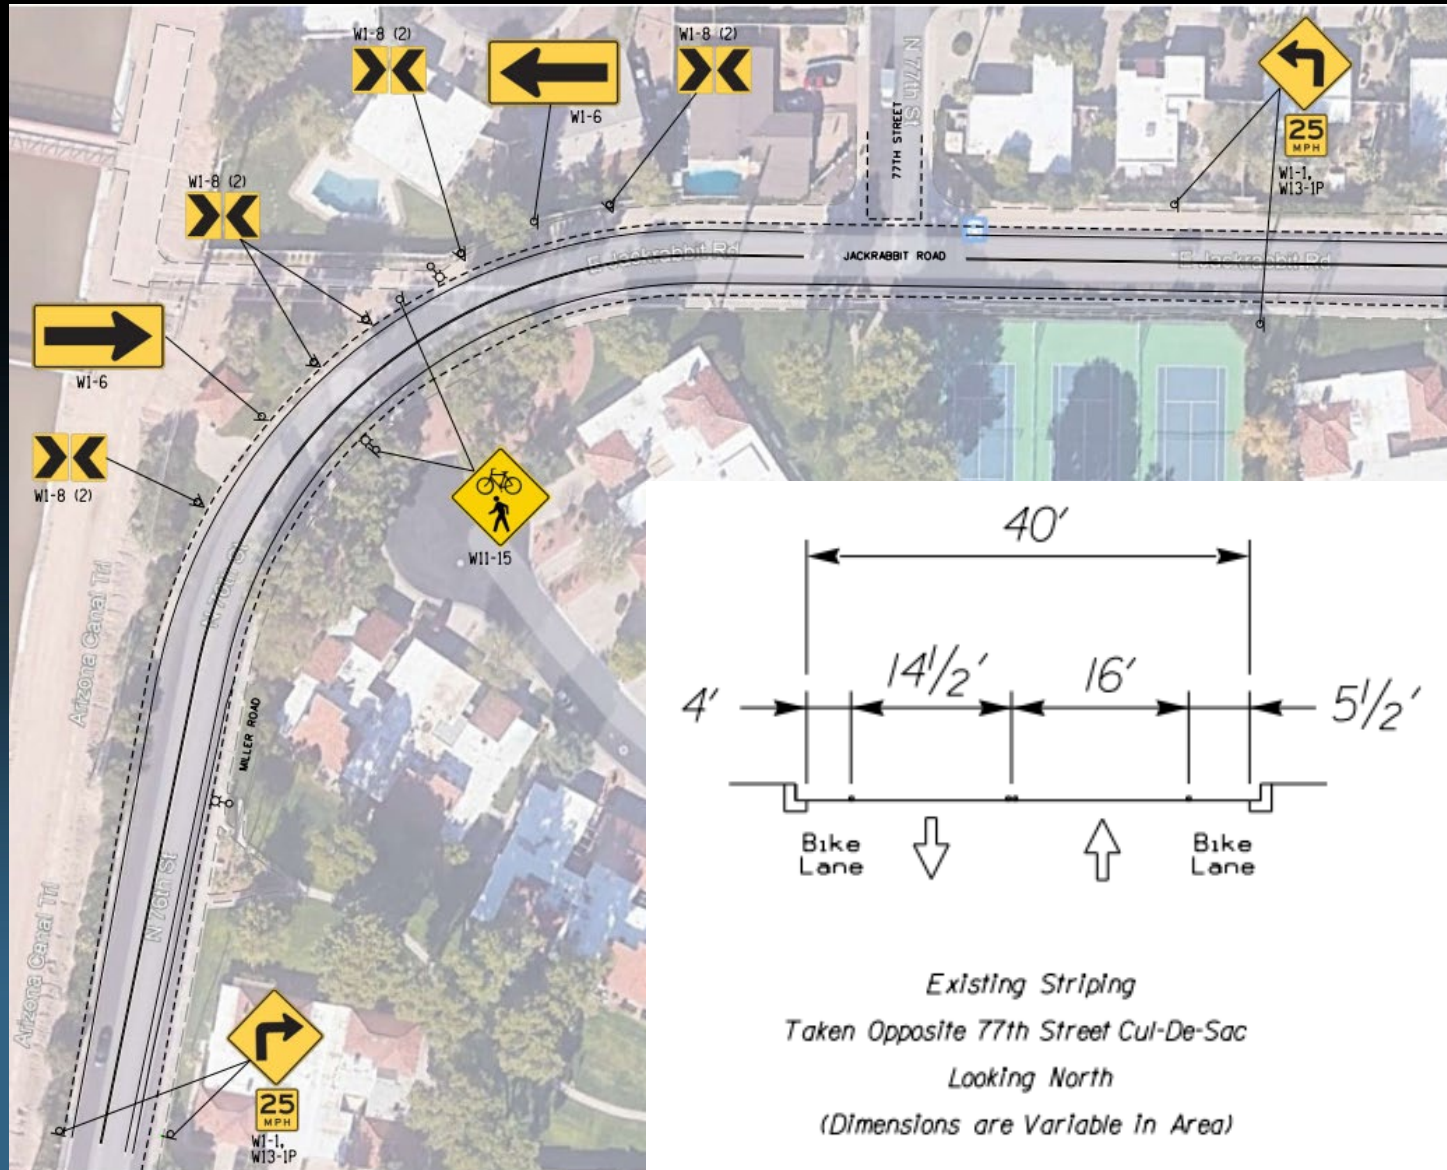 W1-8 (2)
W1-8 (2)
W1-6
N 77th St
77TH STREET
25
MPH
W1-1,
W13-1P
W1-8 (2)
E Jackrabbit Rd
JACKRABBIT ROAD
E Jackrabbit Rd
W1-6
W1-8 (2)
W11-15
N 76th St
Arizona Canal Trl
MILLER ROAD
N 76th St
Arizona Canal Trl
25
MPH
W1-1,
W13-1P
40'
4'
14 1/2'
16'
5 1/2'
Bike
Lane
Bike
Lane
Existing Striping
Taken Opposite 77th Street Cul-De-Sac
Looking North
(Dimensions are Variable in Area)